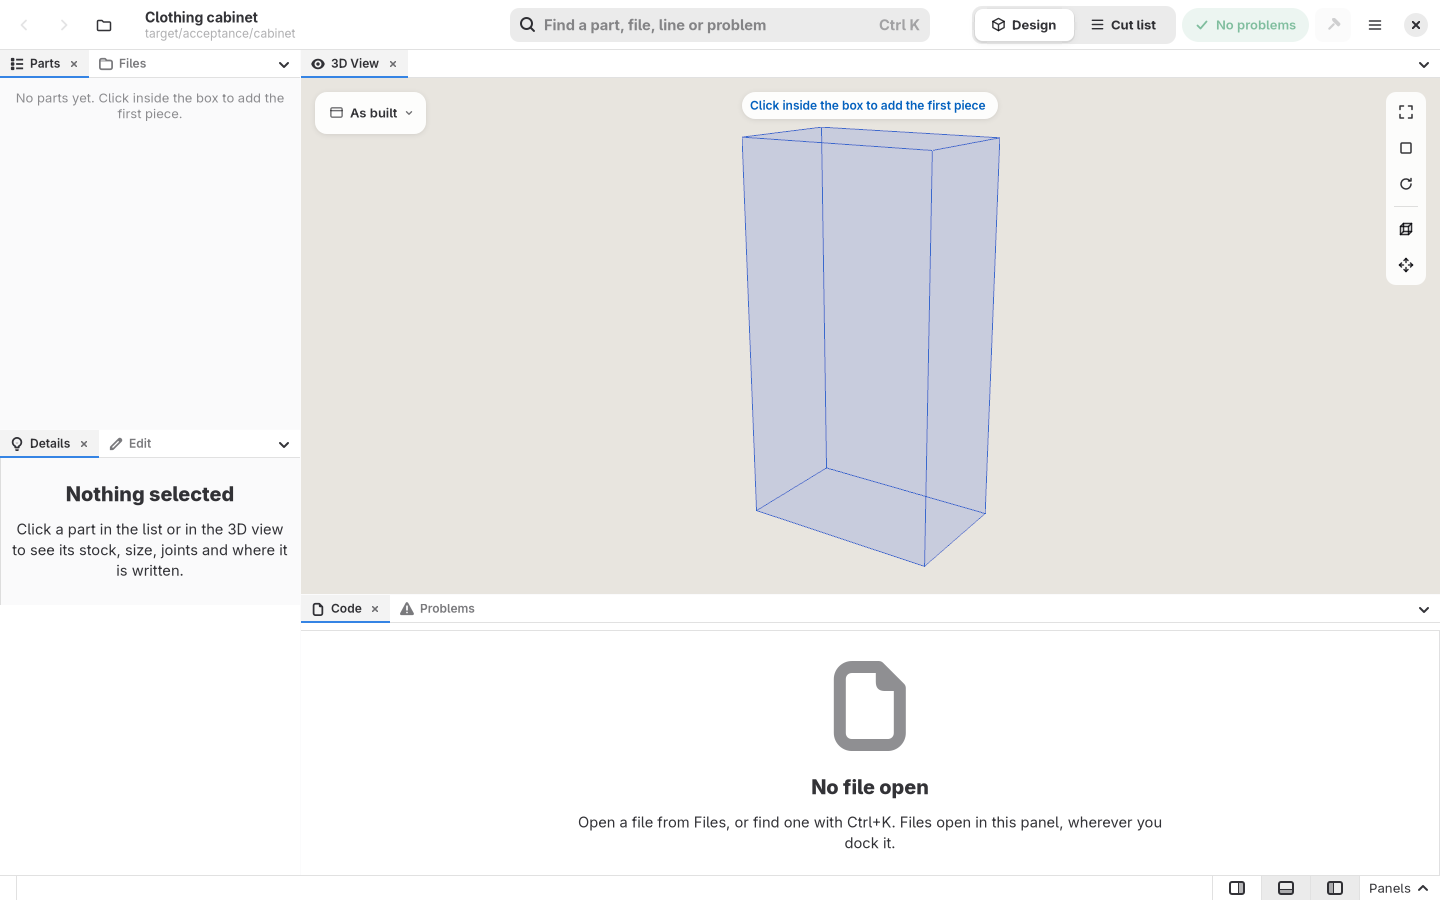 Clothing cabinet
target/acceptance/cabinet
Find a part, file, line or problem
Ctrl K
Design
Cut list
No problems
Parts
Files
3D View
No parts yet. Click inside the box to add the
first piece.
As built
Click inside the box to add the first piece
Details
Edit
Nothing selected
Click a part in the list or in the 3D view
to see its stock, size, joints and where it
is written.
Code
Problems
No file open
Open a file from Files, or find one with Ctrl+K. Files open in this panel, wherever you
dock it.
Panels